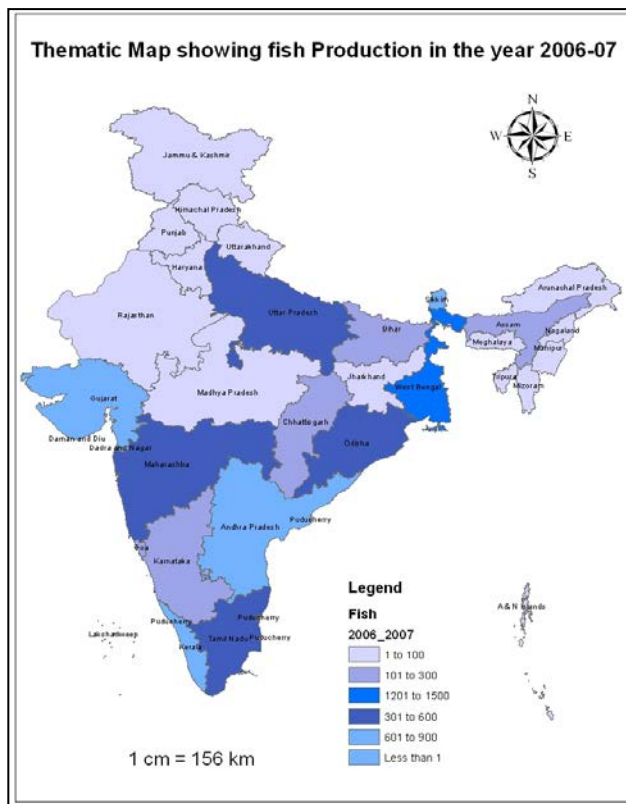 Thematic Map showing fish Production in the year 2006-07
N
W
E
S
Jammu & Kashmir
Himachal Pradesh
Punjab
Uttarakhand
Haryana
Arunachal Pradesh
Sikkim
Rajasthan
Uttar Pradesh
Bihar
Assam
Nagaland
Meghalaya
Manipur
Jharkhand
West Bengal
Tripura
Mizoram
Madhya Pradesh
Gujarat
Chhattisgarh
Daman and Diu
Dadra and Nagar
Odisha
Maharashtra
Puducherry
Andhra Pradesh
Goa
Karnataka
Legend
Fish
2006_2007
1 to 100
101 to 300
1201 to 1500
301 to 600
601 to 900
Less than 1
A & N Islands
Puducherry
Puducherry
Lakshadweep
Kerala
Tamil Nadu
Puducherry
1 cm = 156 km